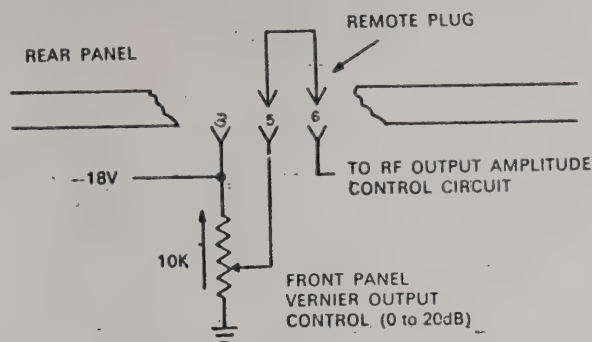 REMOTE PLUG
REAR PANEL
3 5 6
TO RF OUTPUT AMPLITUDE
CONTROL CIRCUIT
—18V
10K
FRONT PANEL
VERNIER OUTPUT
CONTROL (0 to 20dB)